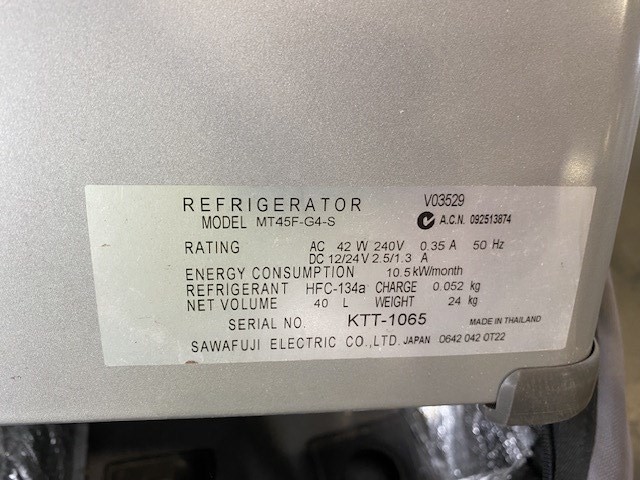 REFRIGERATOR V03529
MODEL MT45F-G4-S A.C.N. 092513874
RATING AC 42 W 240V 0.35 A 50 Hz
DC 12/24 V 2.5/1.3 A
ENERGY CONSUMPTION 10.5 kW/month
REFRIGERANT HFC-134a CHARGE 0.052 kg
NET VOLUME 40 L WEIGHT 24 kg
SERIAL NO. KTT-1065 MADE IN THAILAND
SAWAFUJI ELECTRIC CO.,LTD. JAPAN 0642 042 0T22